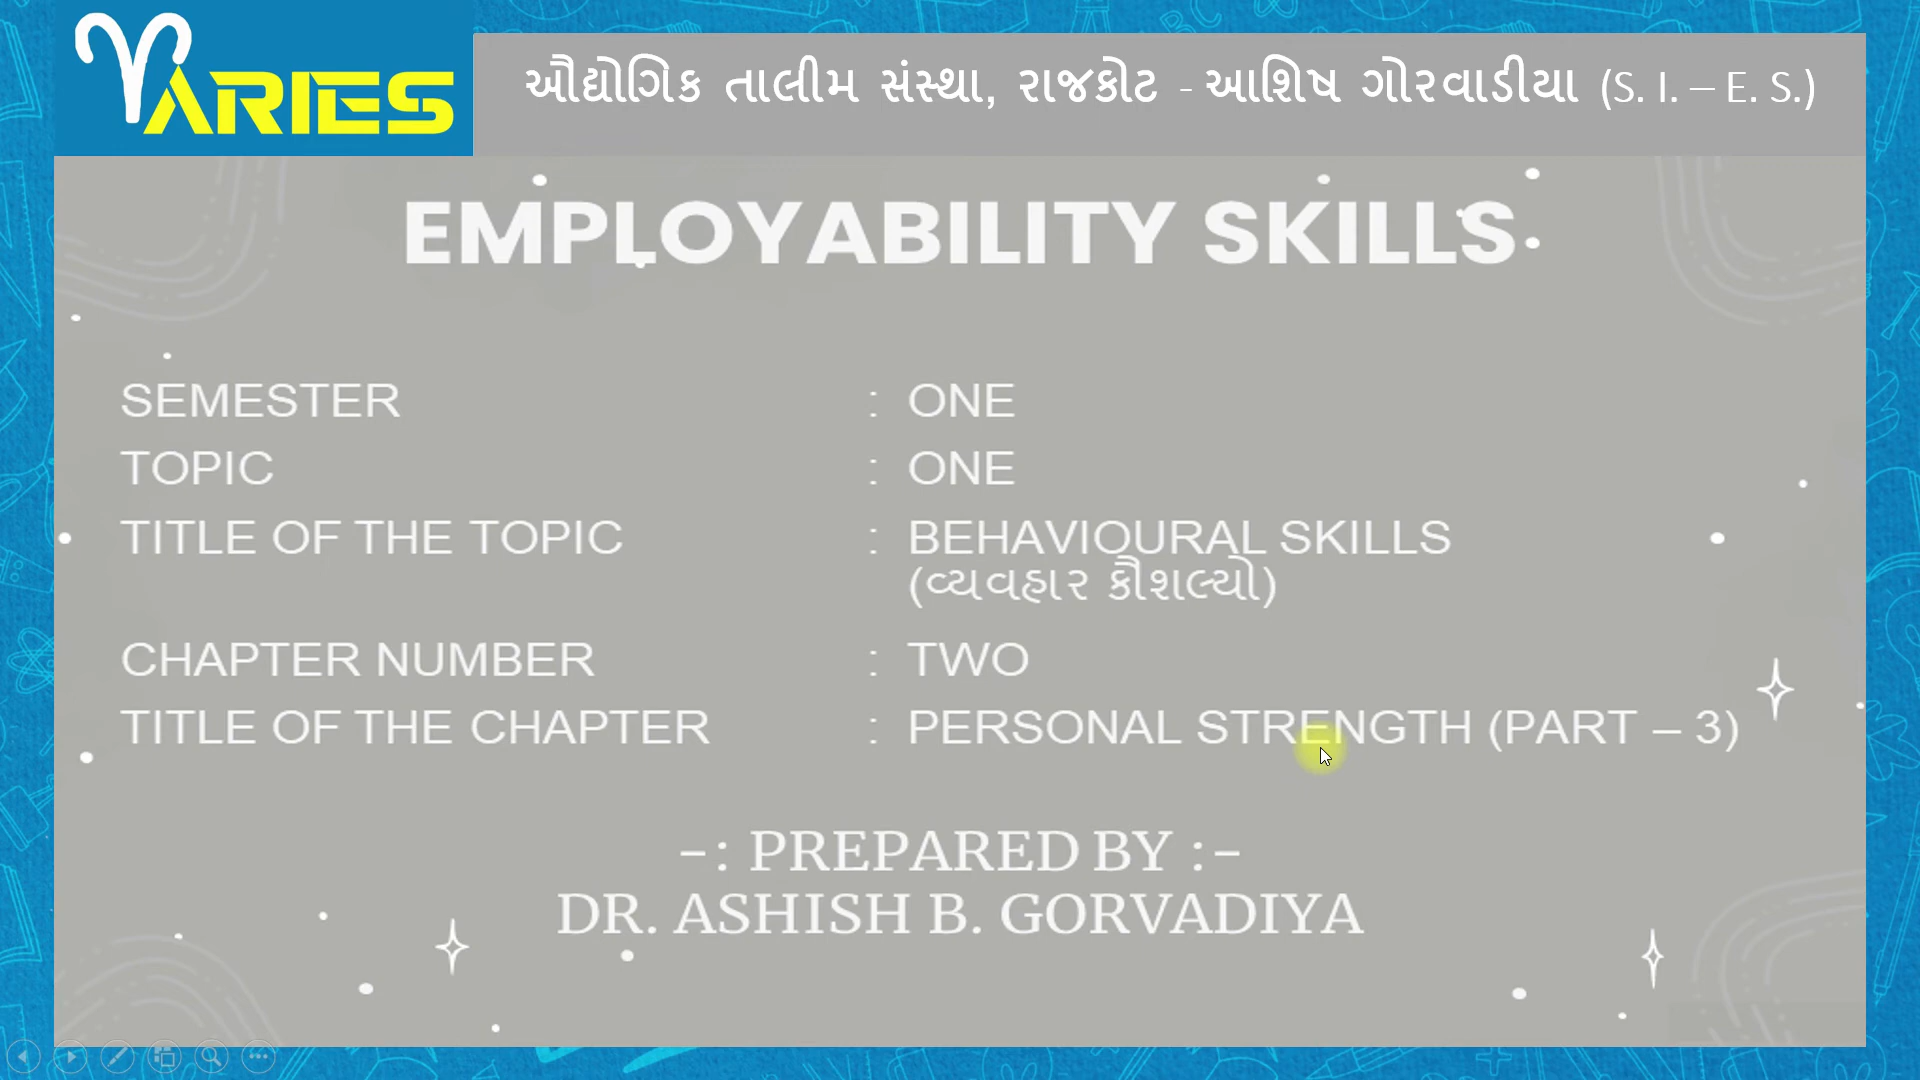 ARIES
ઔદ્યોગિક તાલીમ સંસ્થા, રાજકોટ - આશિષ ગોરવાડીયા (S. I. – E. S.)
EMPLOYABILITY SKILLS
SEMESTER : ONE
TOPIC : ONE
TITLE OF THE TOPIC : BEHAVIOURAL SKILLS
(વ્યવહાર કૌશલ્યો)
CHAPTER NUMBER : TWO
TITLE OF THE CHAPTER : PERSONAL STRENGTH (PART – 3)
-: PREPARED BY :-
DR. ASHISH B. GORVADIYA